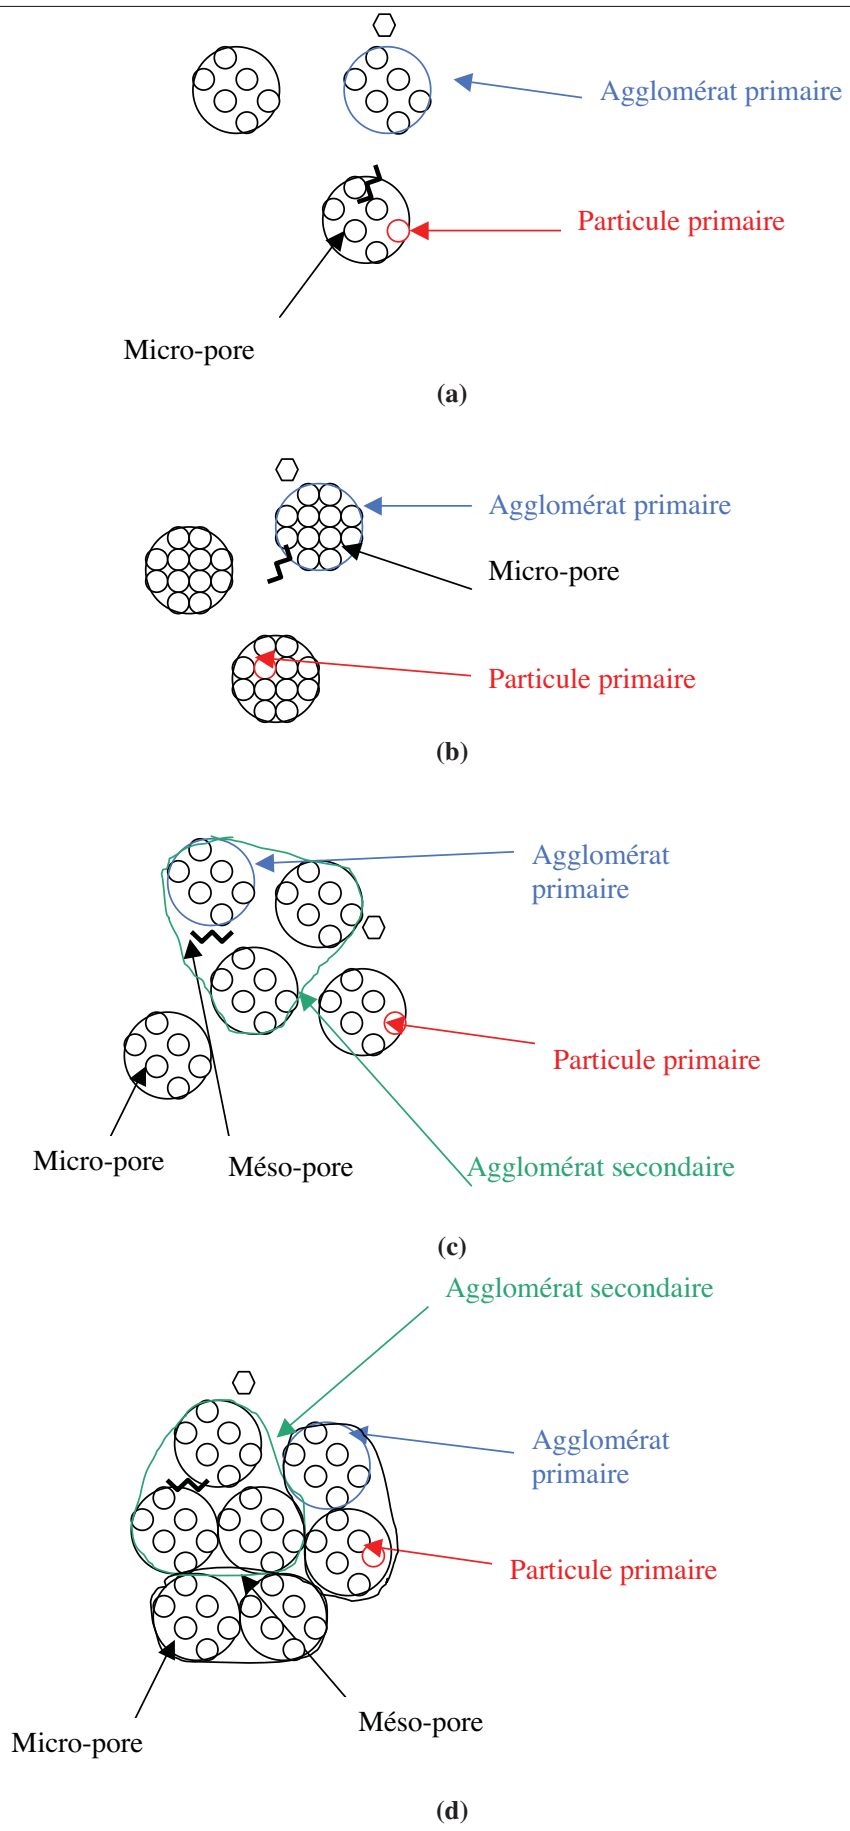 Agglomérat primaire
Particule primaire
Micro-pore
(a)
Agglomérat primaire
Micro-pore
Particule primaire
(b)
Agglomérat
primaire
Particule primaire
Micro-pore
Méso-pore
Agglomérat secondaire
(c)
Agglomérat secondaire
Agglomérat
primaire
Particule primaire
Méso-pore
Micro-pore
(d)